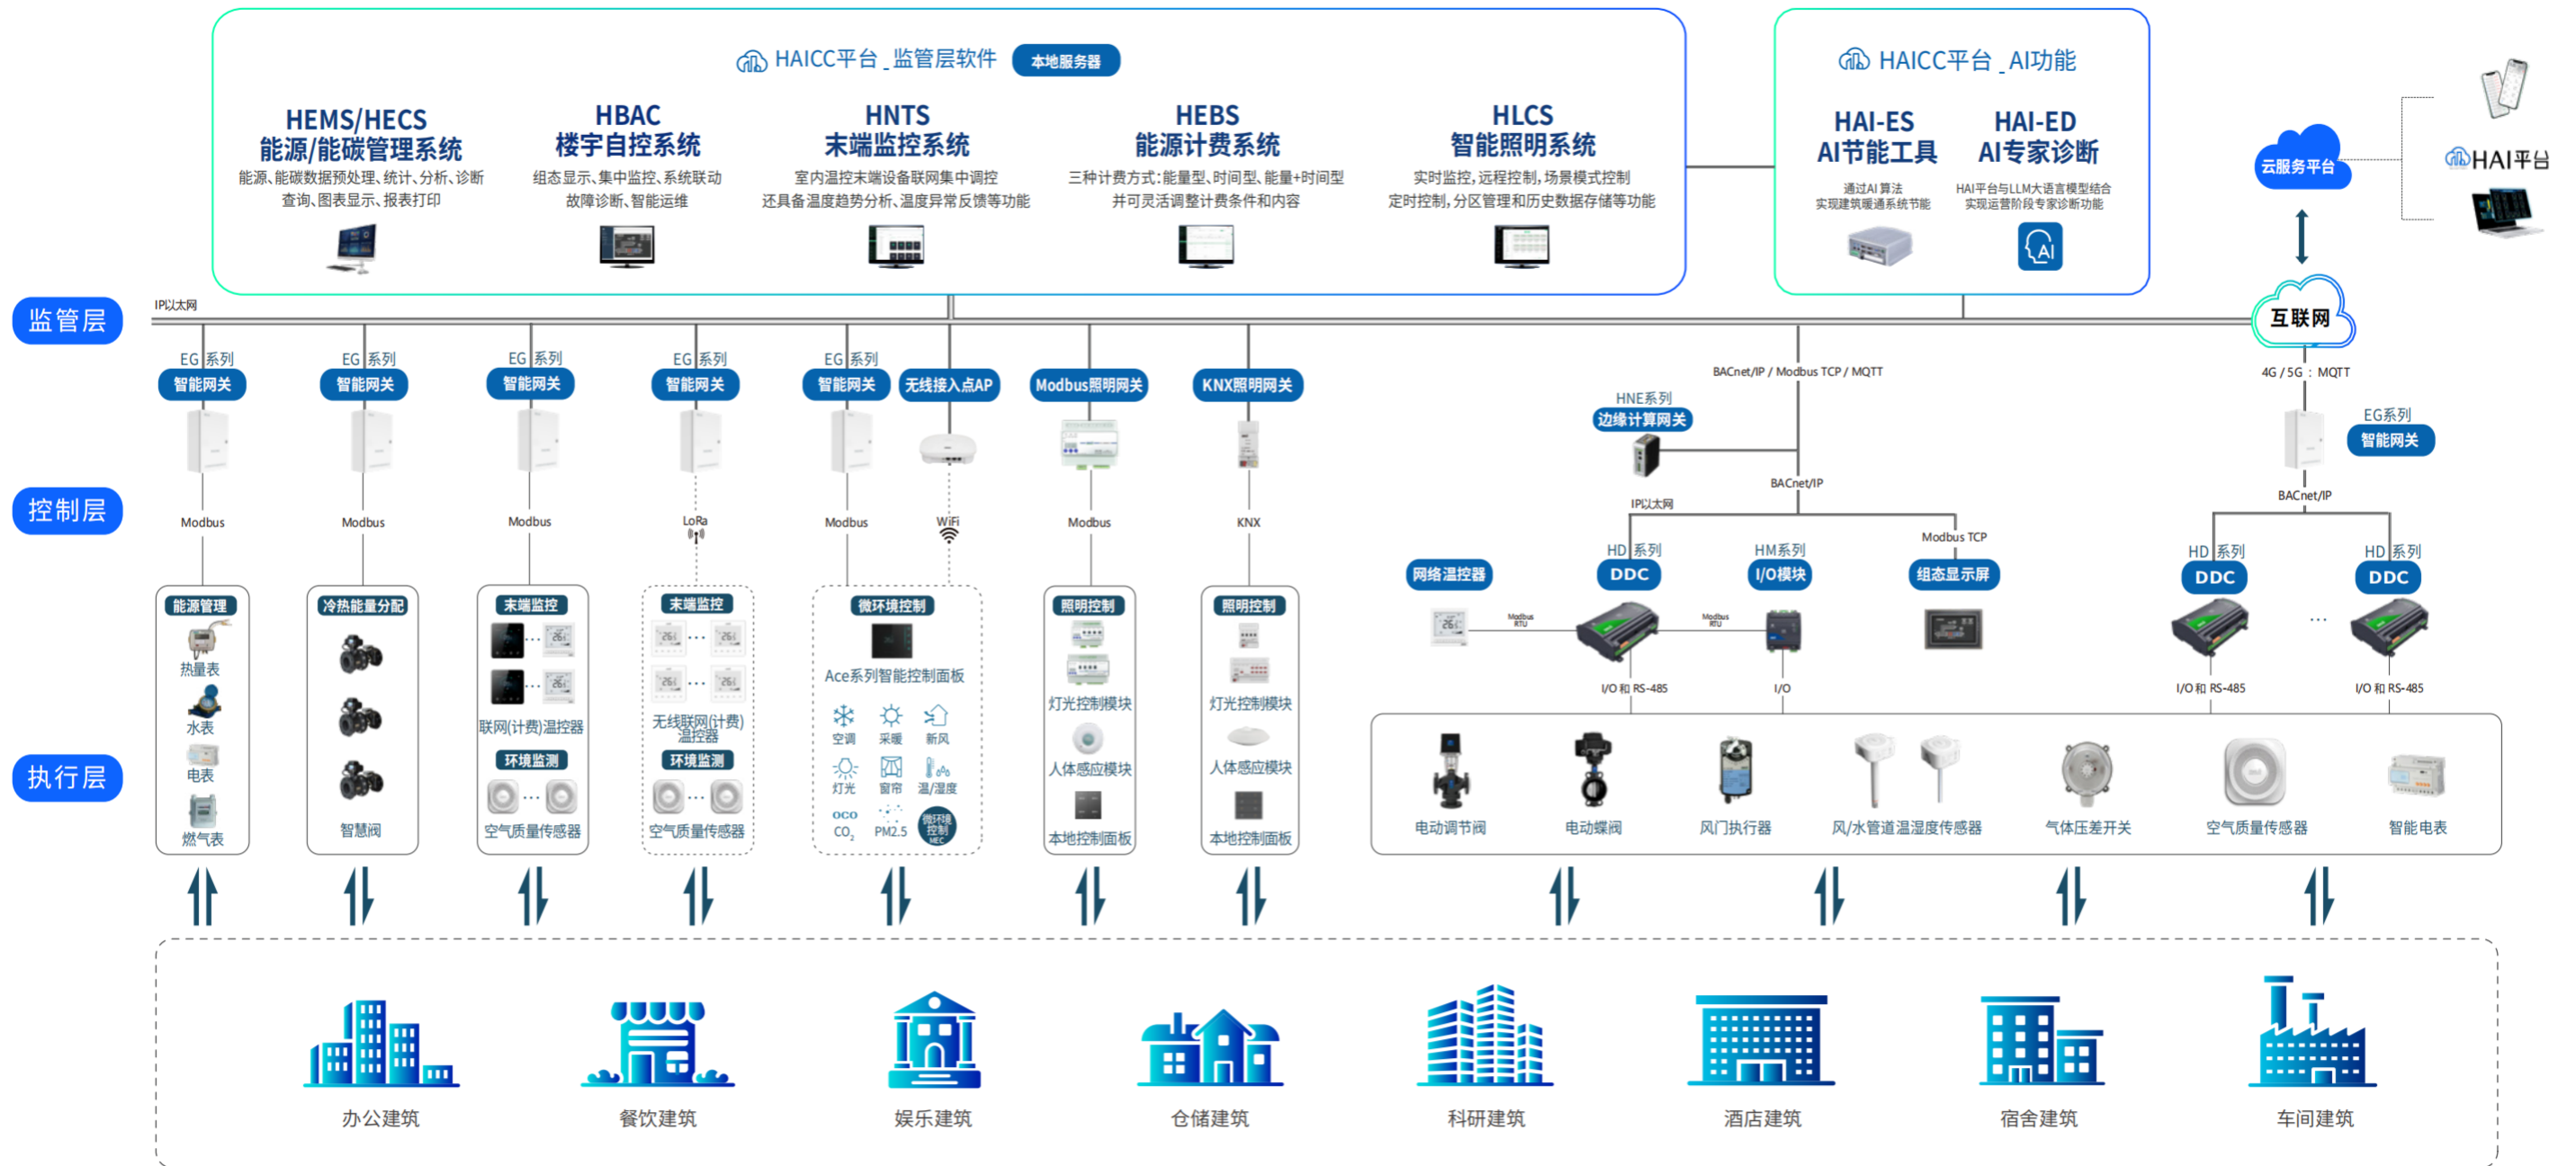 HAICC平台_监管层软件 本地服务器
HEMS/HECS
能源/能碳管理系统
能源、能碳数据预处理、统计、分析、诊断
查询、图表显示、报表打印
HBAC
楼宇自控系统
组态显示、集中监控、系统联动
故障诊断、智能运维
HNTS
末端监控系统
室内温控末端设备联网集中调控
还具备温度趋势分析、温度异常反馈等功能
HEBS
能源计费系统
三种计费方式：能量型、时间型、能量+时间型
并可灵活调整计费条件和内容
HLCS
智能照明系统
实时监控，远程控制，场景模式控制
定时控制，分区管理和历史数据存储等功能
HAICC平台_AI功能
HAI-ES
AI节能工具
通过AI 算法
实现建筑暖通系统节能
HAI-ED
AI专家诊断
HAI平台与LLM大语言模型结合
实现运营阶段专家诊断功能
AI
云服务平台
HAI平台
互联网
监管层
IP以太网
EG 系列
智能网关
EG 系列
智能网关
EG 系列
智能网关
EG 系列
智能网关
EG 系列
智能网关
无线接入点AP
Modbus照明网关
KNX照明网关
BACnet/IP / Modbus TCP / MQTT
HNE系列
边缘计算网关
4G / 5G : MQTT
EG系列
智能网关
控制层
Modbus
Modbus
Modbus
LoRa
Modbus
WiFi
Modbus
KNX
BACnet/IP
IP以太网
Modbus TCP
BACnet/IP
网络温控器
HD 系列
DDC
HM系列
I/O模块
组态显示屏
HD 系列
DDC
HD 系列
DDC
Modbus
RTU
Modbus
RTU
...
I/O 和 RS-485
I/O
I/O 和 RS-485
I/O 和 RS-485
执行层
能源管理
热量表
水表
电表
燃气表
冷热能量分配
智慧阀
末端监控
联网(计费)温控器
环境监测
空气质量传感器
末端监控
无线联网(计费)
温控器
环境监测
空气质量传感器
微环境控制
Ace系列智能控制面板
空调 采暖 新风
灯光 窗帘 温/湿度
CO2 PM2.5
微环境
控制
MEC
照明控制
灯光控制模块
人体感应模块
本地控制面板
照明控制
灯光控制模块
人体感应模块
本地控制面板
电动调节阀
电动蝶阀
风门执行器
风/水管道温湿度传感器
气体压差开关
空气质量传感器
智能电表
办公建筑
餐饮建筑
娱乐建筑
仓储建筑
科研建筑
酒店建筑
宿舍建筑
车间建筑